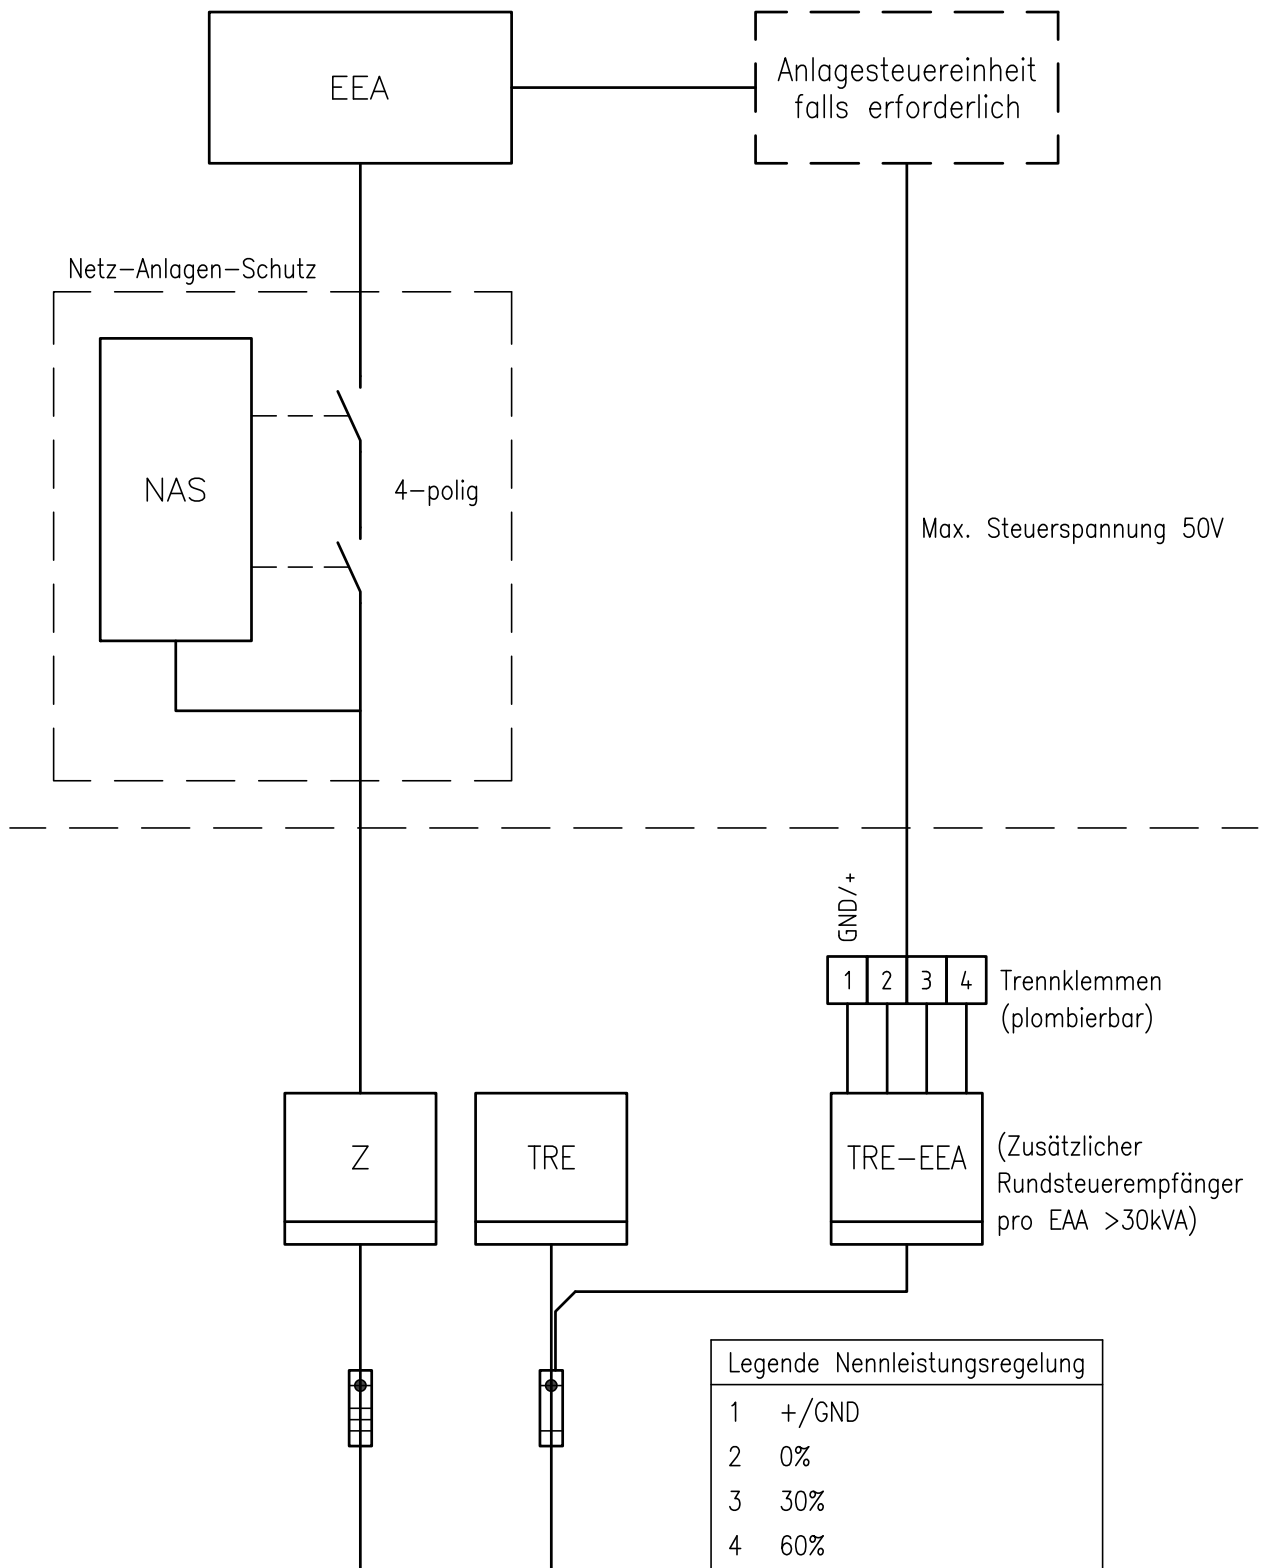 EEA
Anlagesteuereinheit
falls erforderlich
Netz-Anlagen-Schutz
NAS
4-polig
Max. Steuerspannung 50V
GND/+
1 2 3 4
Trennklemmen
(plombierbar)
Z
TRE
TRE-EEA
(Zusätzlicher
Rundsteuerempfänger
pro EAA >30kVA)
Legende Nennleistungsregelung
1 +/GND
2 0%
3 30%
4 60%